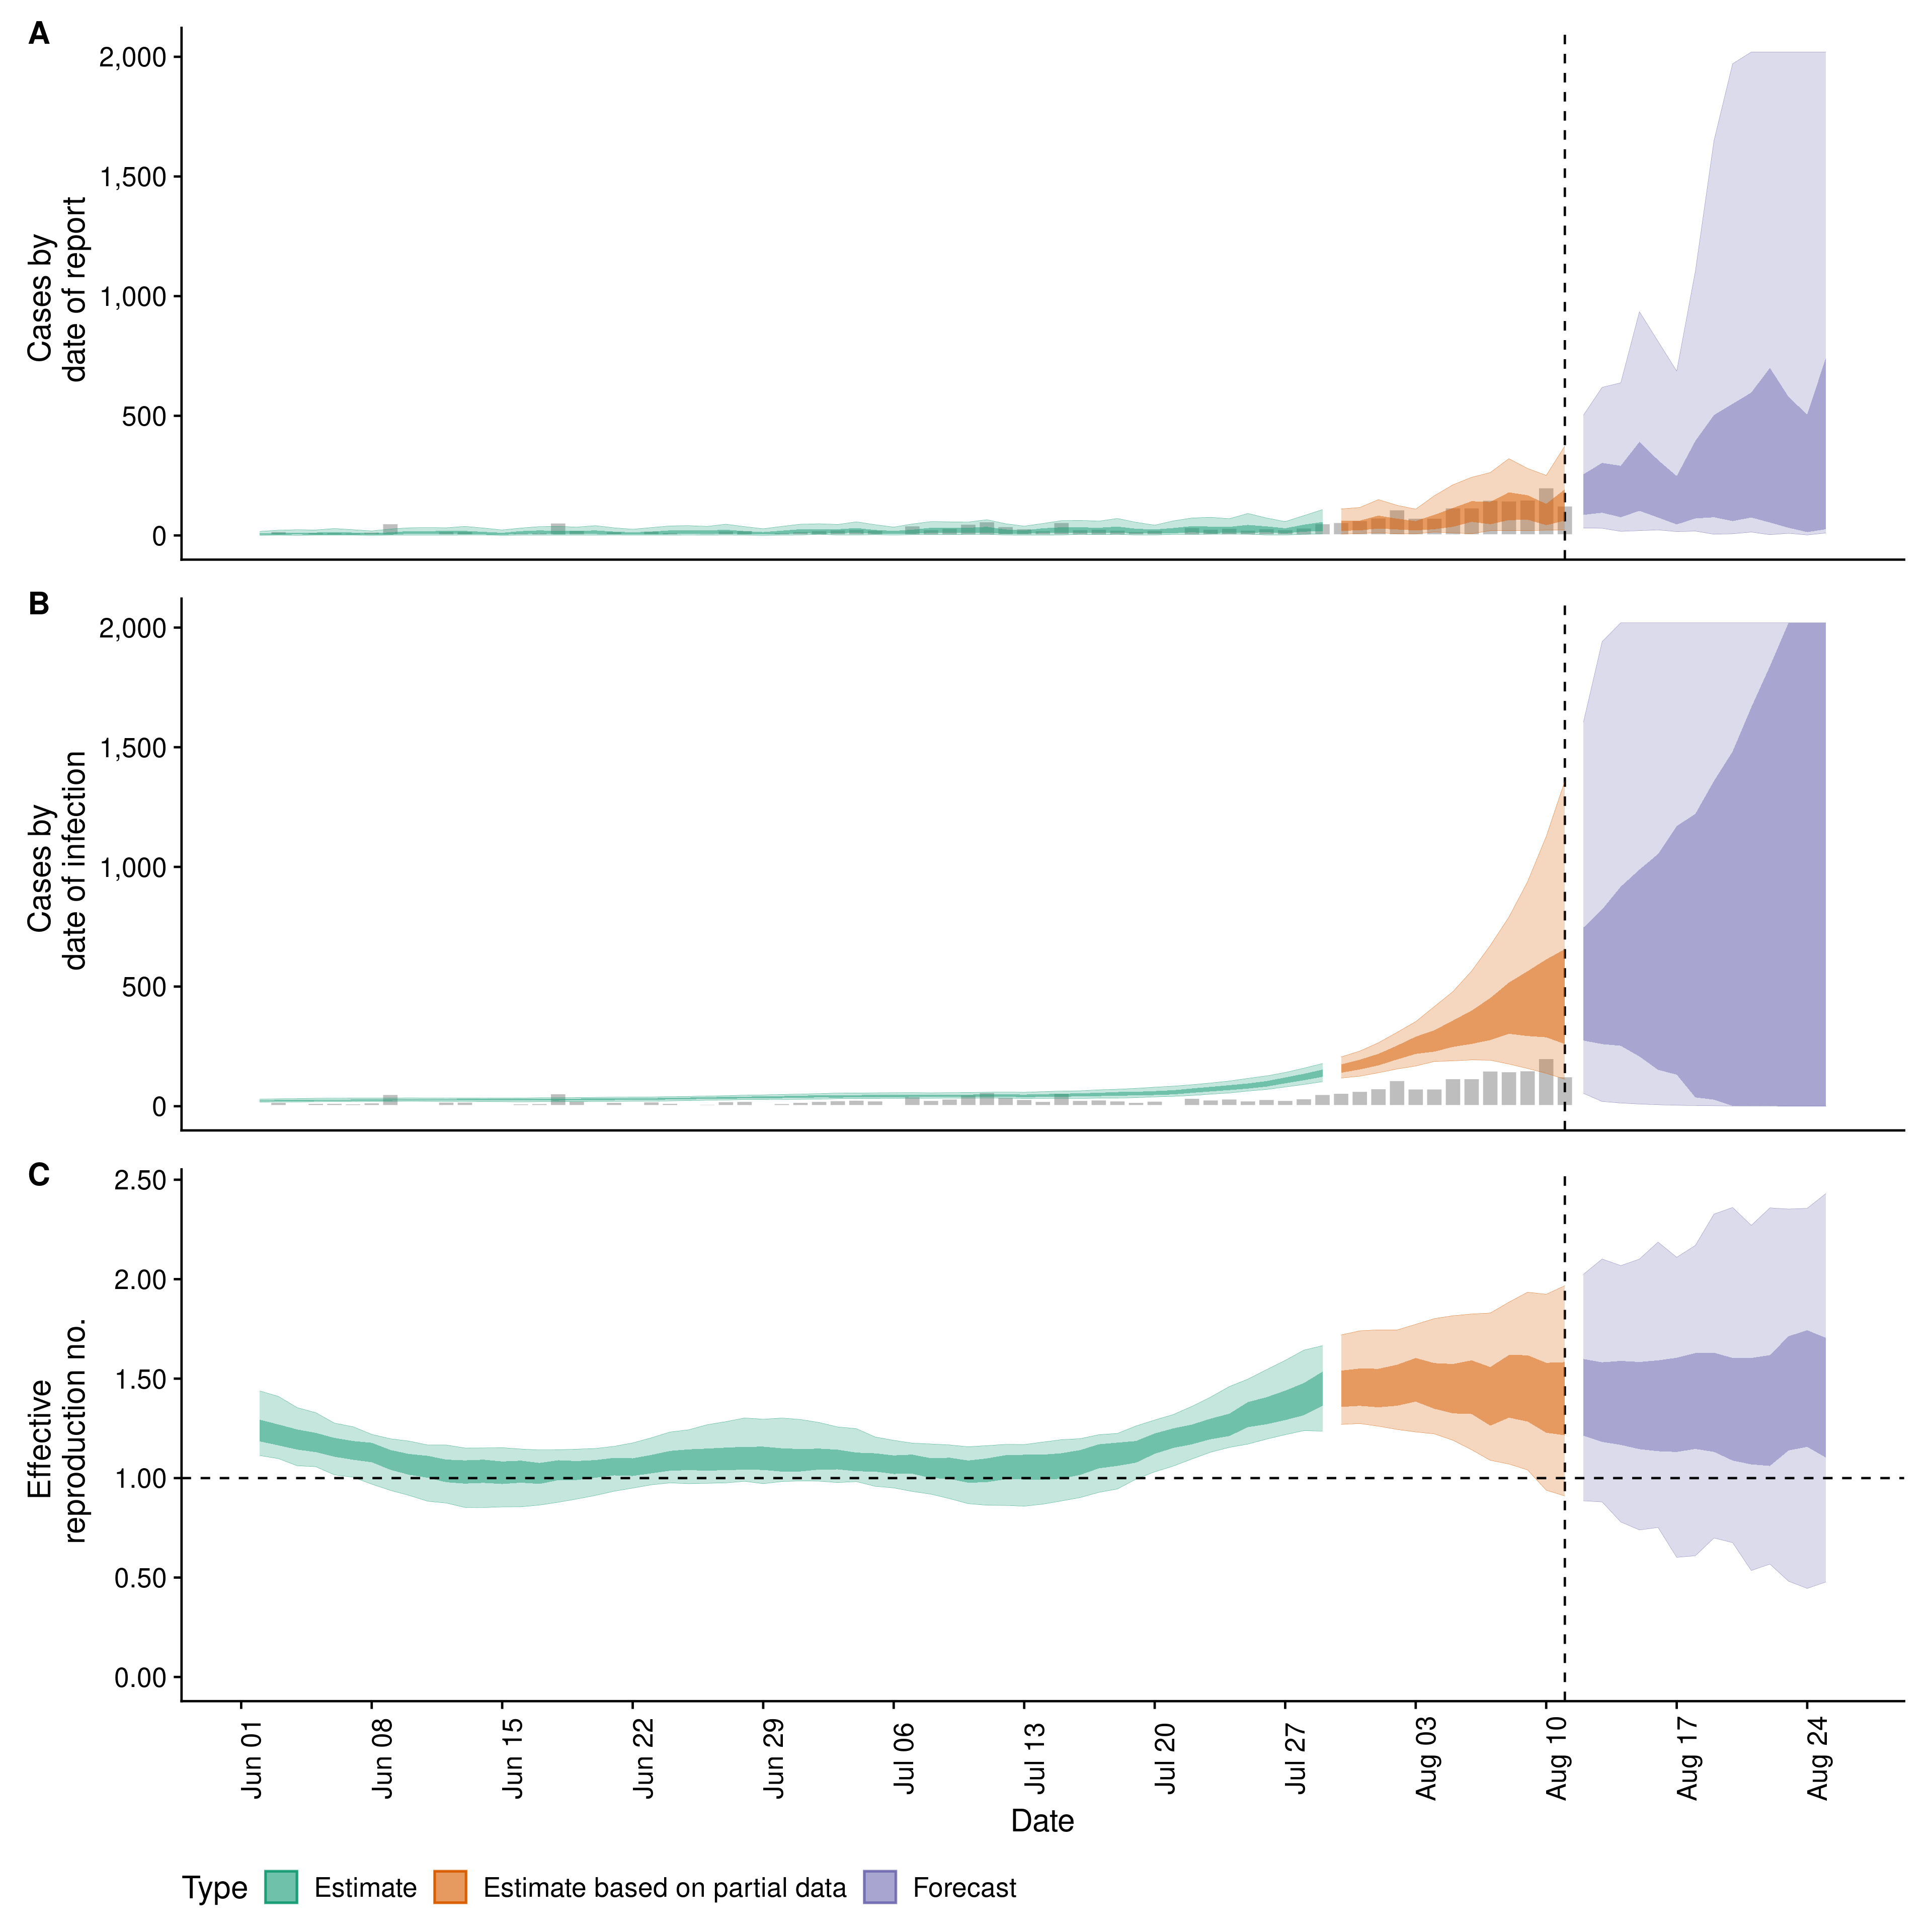 A
2,000
1,500
1,000
500
0
Cases by
date of report
B
2,000
1,500
1,000
500
0
Cases by
date of infection
C
2.50
2.00
1.50
1.00
0.50
0.00
Effective
reproduction no.
Jun 01
Jun 08
Jun 15
Jun 22
Jun 29
Jul 06
Jul 13
Jul 20
Jul 27
Aug 03
Aug 10
Aug 17
Aug 24
Date
Type Estimate Estimate based on partial data Forecast